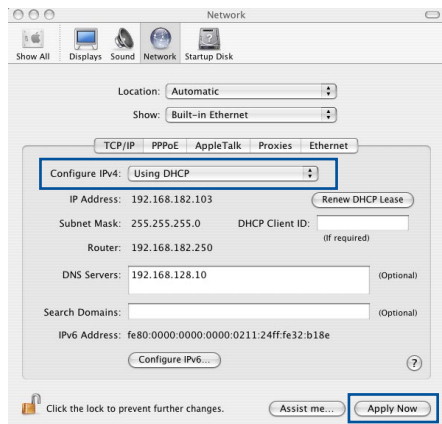 Network
Show All Displays Sound Network Startup Disk
Location: Automatic
Show: Built-in Ethernet
TCP/IP PPPoE AppleTalk Proxies Ethernet
Configure IPv4: Using DHCP
IP Address: 192.168.182.103 Renew DHCP Lease
Subnet Mask: 255.255.255.0 DHCP Client ID:
(If required)
Router: 192.168.182.250
DNS Servers: 192.168.128.10 (Optional)
Search Domains: (Optional)
IPv6 Address: fe80:0000:0000:0000:0211:24ff:fe32:b18e
Configure IPv6... ?
Click the lock to prevent further changes. Assist me... Apply Now